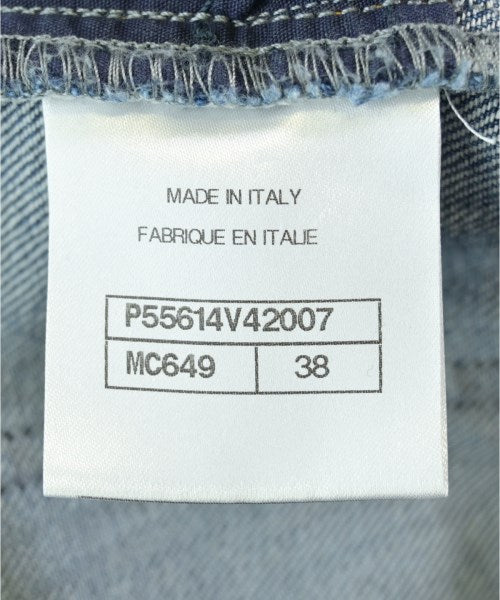 MADE IN ITALY
FABRIQUE EN ITALIE
P55614V42007
MC649 38